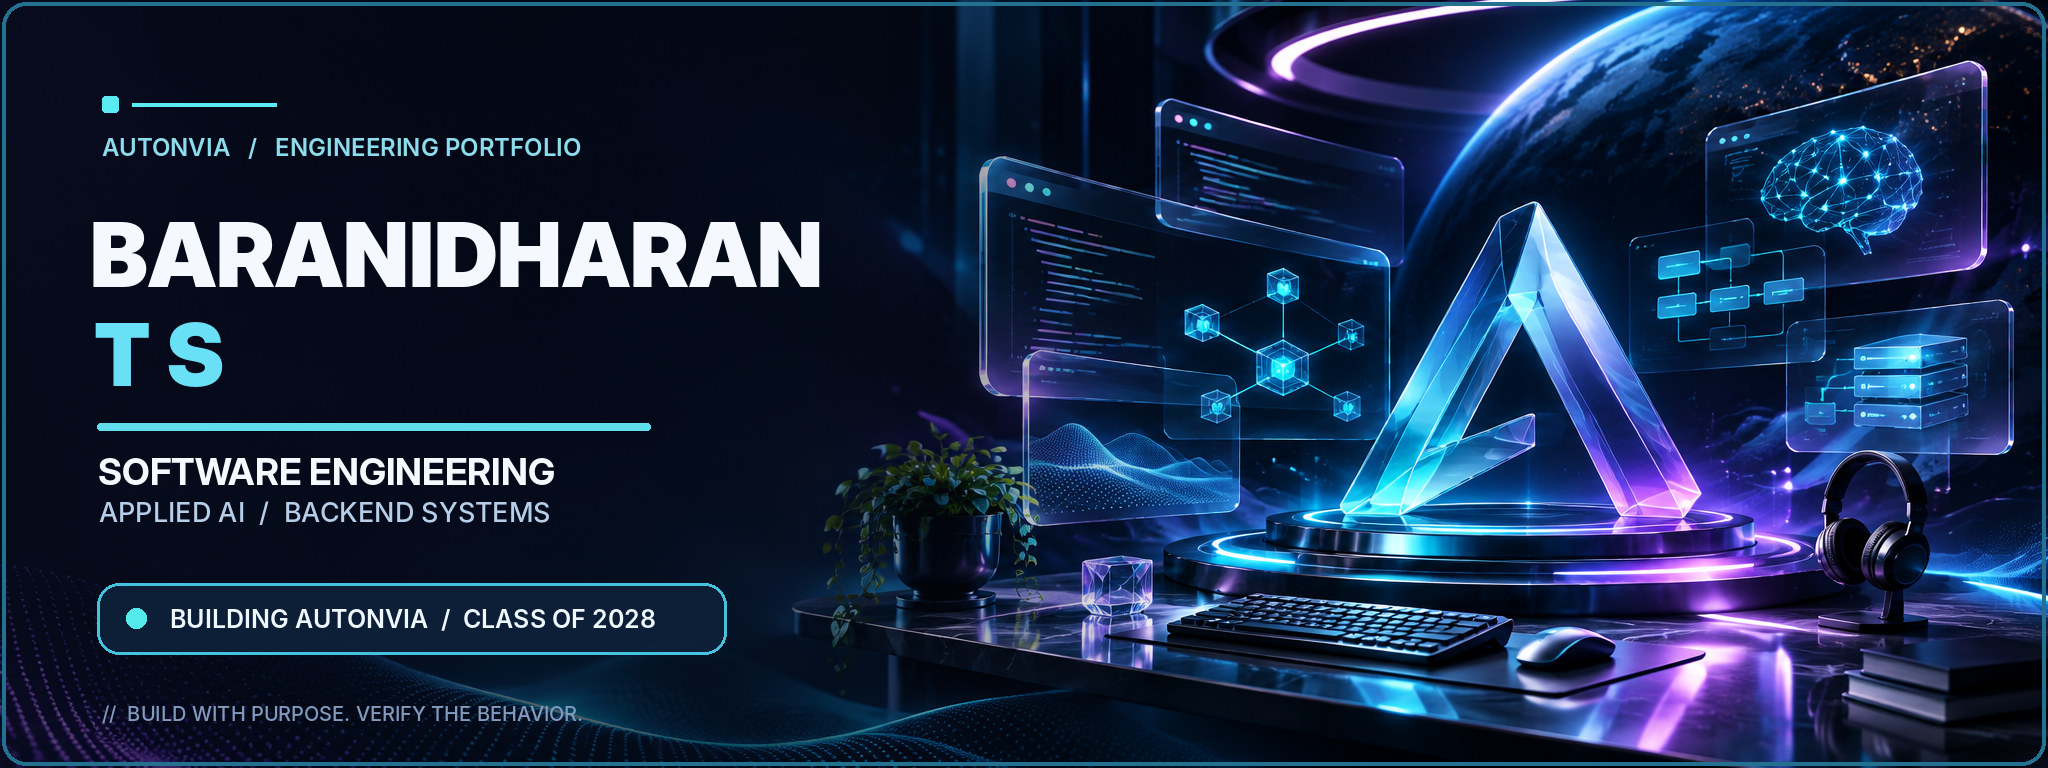 AUTONVIA / ENGINEERING PORTFOLIO
BARANIDHARAN
T S
SOFTWARE ENGINEERING
APPLIED AI / BACKEND SYSTEMS
BUILDING AUTONVIA / CLASS OF 2028
// BUILD WITH PURPOSE. VERIFY THE BEHAVIOR.